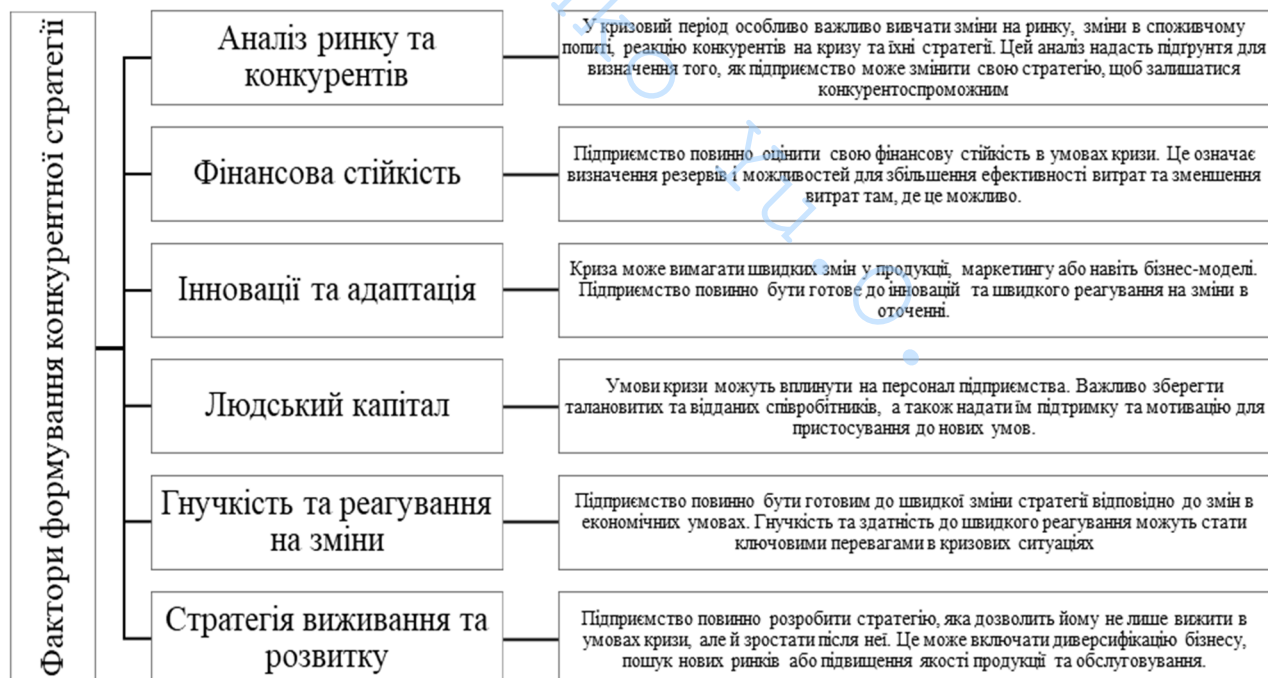 Фактори формування конкурентної стратегії
Аналіз ринку та
конкурентів
У кризовий період особливо важливо вивчати зміни на ринку, зміни в споживчому
попиті, реакцію конкурентів на кризу та їхні стратегії. Цей аналіз надасть підґрунтя для
визначення того, як підприємство може змінити свою стратегію, щоб залишатися
конкурентоспроможним
Фінансова стійкість
Підприємство повинно оцінити свою фінансову стійкість в умовах кризи. Це означає
визначення резервів і можливостей для збільшення ефективності витрат та зменшення
витрат там, де це можливо.
Інновації та адаптація
Криза може вимагати швидких змін у продукції, маркетингу або навіть бізнес-моделі.
Підприємство повинно бути готове до інновацій та швидкого реагування на зміни в
оточенні.
Людський капітал
Умови кризи можуть вплинути на персонал підприємства. Важливо зберегти
талановитих та відданих співробітників, а також надати їм підтримку та мотивацію для
пристосування до нових умов.
Гнучкість та реагування
на зміни
Підприємство повинно бути готовим до швидкої зміни стратегії відповідно до змін в
економічних умовах. Гнучкість та здатність до швидкого реагування можуть стати
ключовими перевагами в кризових ситуаціях
Стратегія виживання та
розвитку
Підприємство повинно розробити стратегію, яка дозволить йому не лише вижити в
умовах кризи, але й зростати після неї. Це може включати диверсифікацію бізнесу,
пошук нових ринків або підвищення якості продукції та обслуговування.
ko Yu.O.